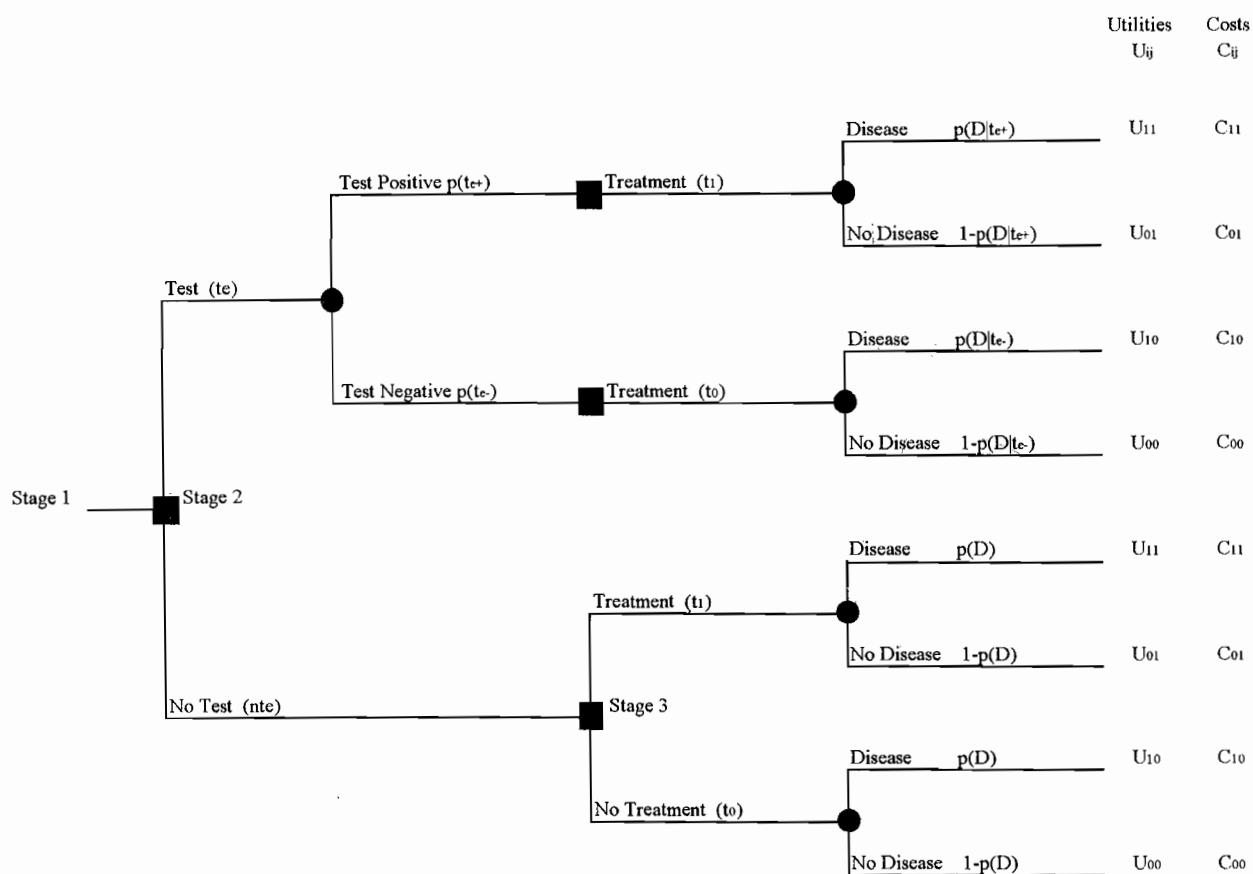 Utilities Costs
Uij Cij
Disease p(D|te+) U11 C11
Test Positive p(te+) Treatment (t1)
No Disease 1-p(D|te+) U01 C01
Test (te)
Disease p(D|te-) U10 C10
Test Negative p(te-) Treatment (t0)
No Disease 1-p(D|te-) U00 C00
Stage 1 Stage 2
Disease p(D) U11 C11
Treatment (t1)
No Disease 1-p(D) U01 C01
No Test (nte) Stage 3
Disease p(D) U10 C10
No Treatment (t0)
No Disease 1-p(D) U00 C00